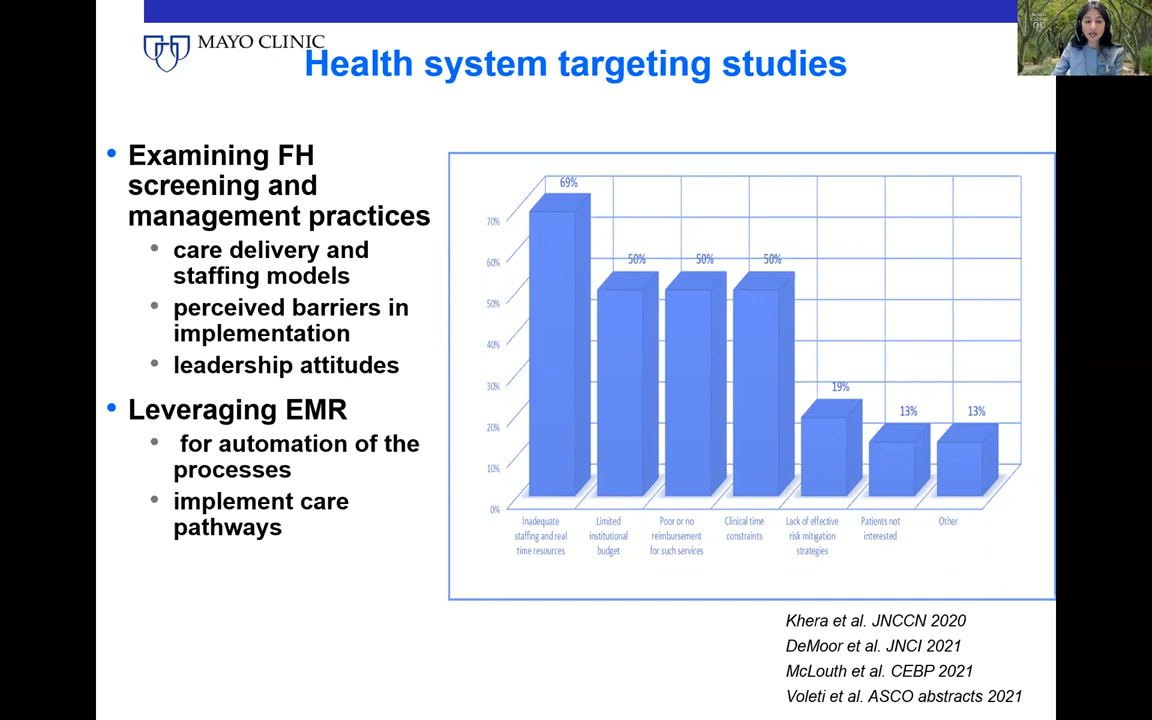 MAYO CLINIC
Health system targeting studies
• Examining FH
screening and
management practices
• care delivery and
staffing models
• perceived barriers in
implementation
• leadership attitudes
• Leveraging EMR
• for automation of the
processes
• implement care
pathways
69%
50% 50% 50%
19%
13% 13%
70%
60%
50%
40%
30%
20%
10%
0%
Inadequate
staffing and real
time resources
Limited
institutional
budget
Poor or no
reimbursement
for such services
Clinical time
constraints
Lack of effective
risk mitigation
strategies
Patients not
interested
Other
Khera et al. JNCCN 2020
DeMoor et al. JNCI 2021
McLouth et al. CEBP 2021
Voleti et al. ASCO abstracts 2021